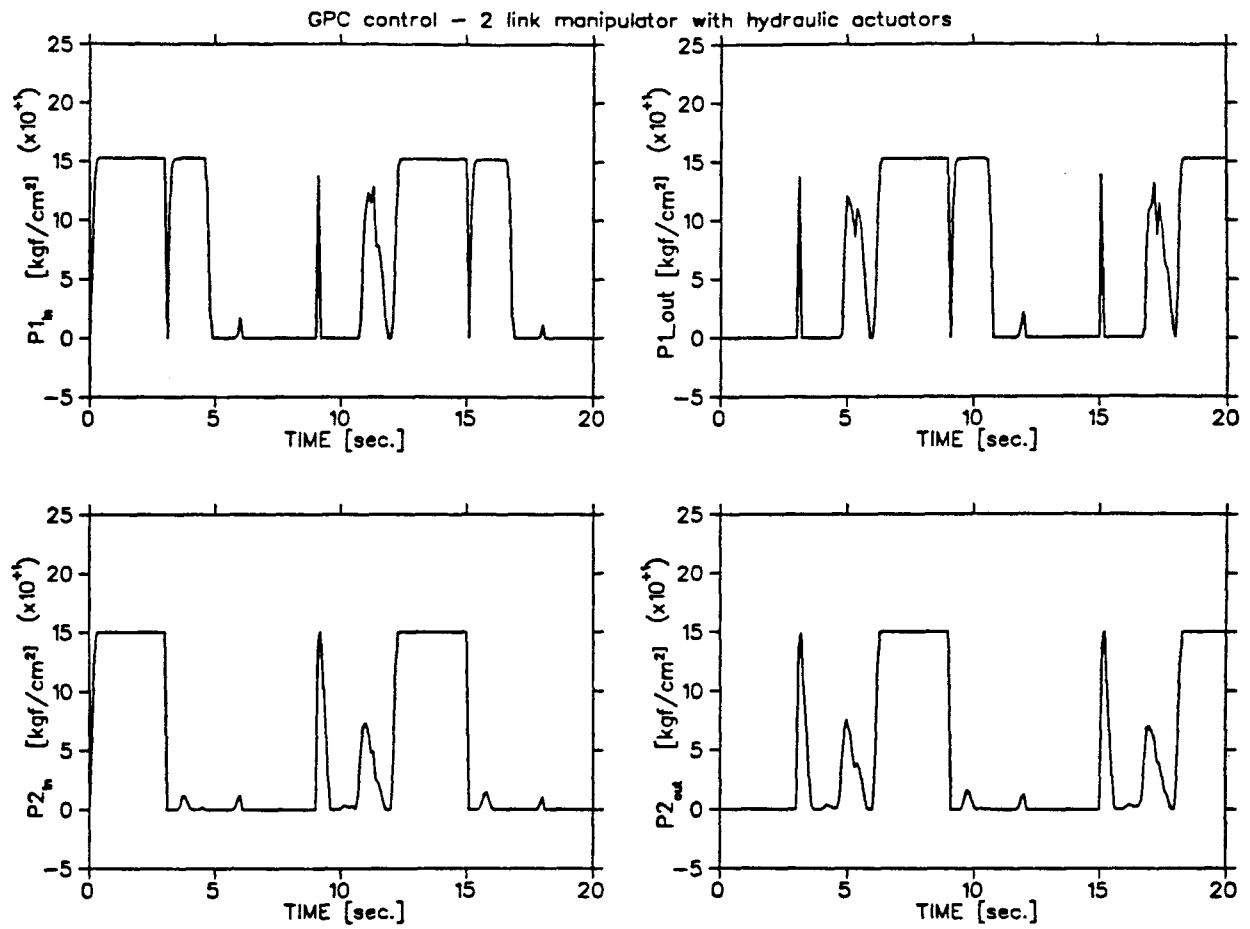 GPC control – 2 link manipulator with hydraulic actuators
P1in [kgf/cm²] (x10⁺¹)
25
20
15
10
5
0
−5
0 5 10 15 20
TIME [sec.]
P1_out [kgf/cm²] (x10⁺¹)
25
20
15
10
5
0
−5
0 5 10 15 20
TIME [sec.]
P2in [kgf/cm²] (x10⁺¹)
25
20
15
10
5
0
−5
0 5 10 15 20
TIME [sec.]
P2out [kgf/cm²] (x10⁺¹)
25
20
15
10
5
0
−5
0 5 10 15 20
TIME [sec.]